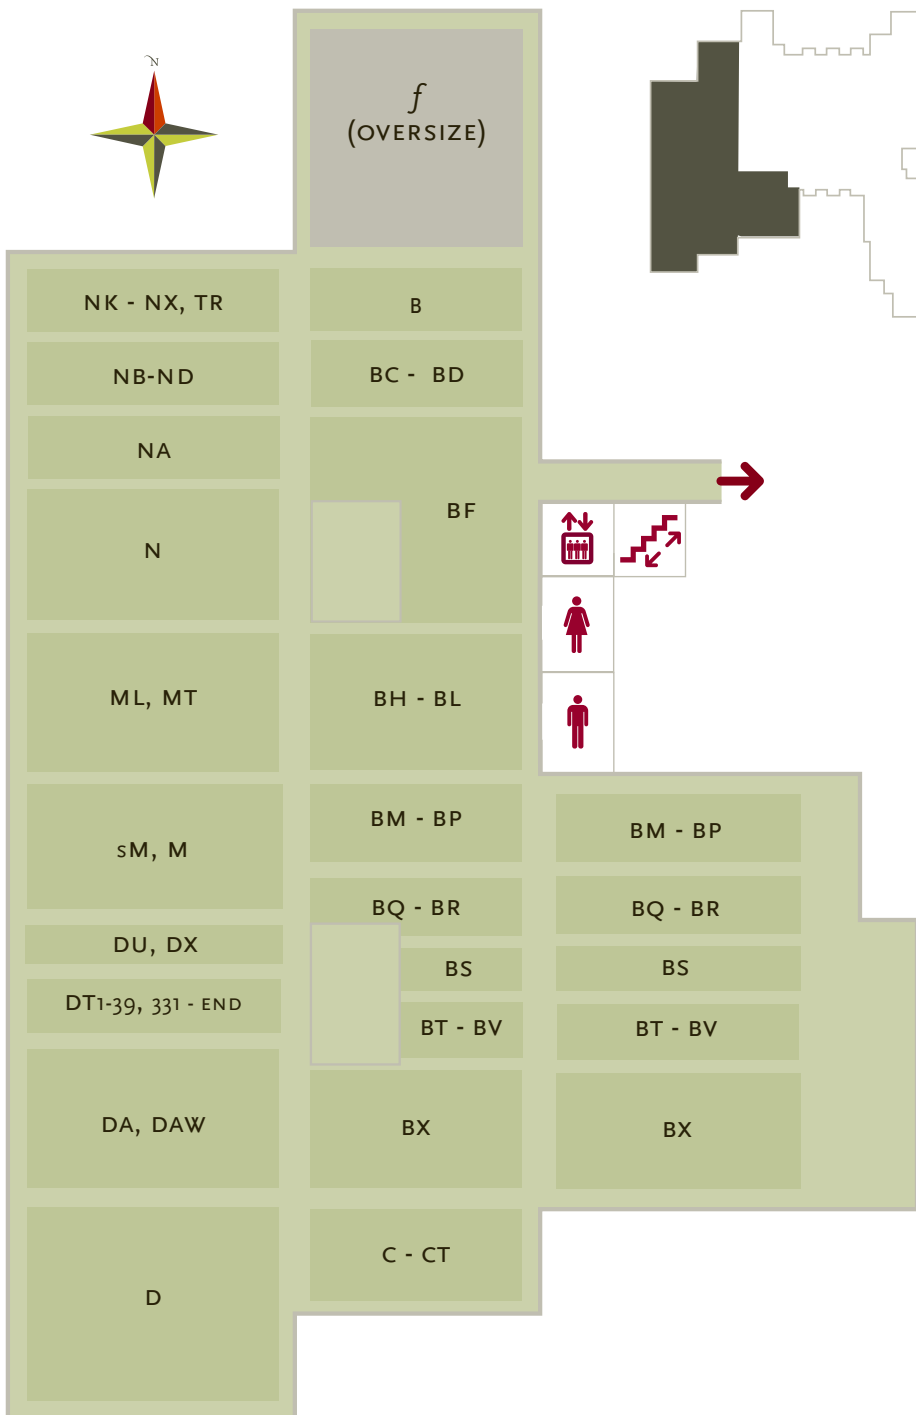 N
f
(OVERSIZE)
NK - NX, TR
NB-ND
NA
N
ML, MT
sM, M
DU, DX
DT1-39, 331 - END
DA, DAW
D
B
BC - BD
BF
BH - BL
BM - BP
BQ - BR
BS
BT - BV
BX
C - CT
BM - BP
BQ - BR
BS
BT - BV
BX